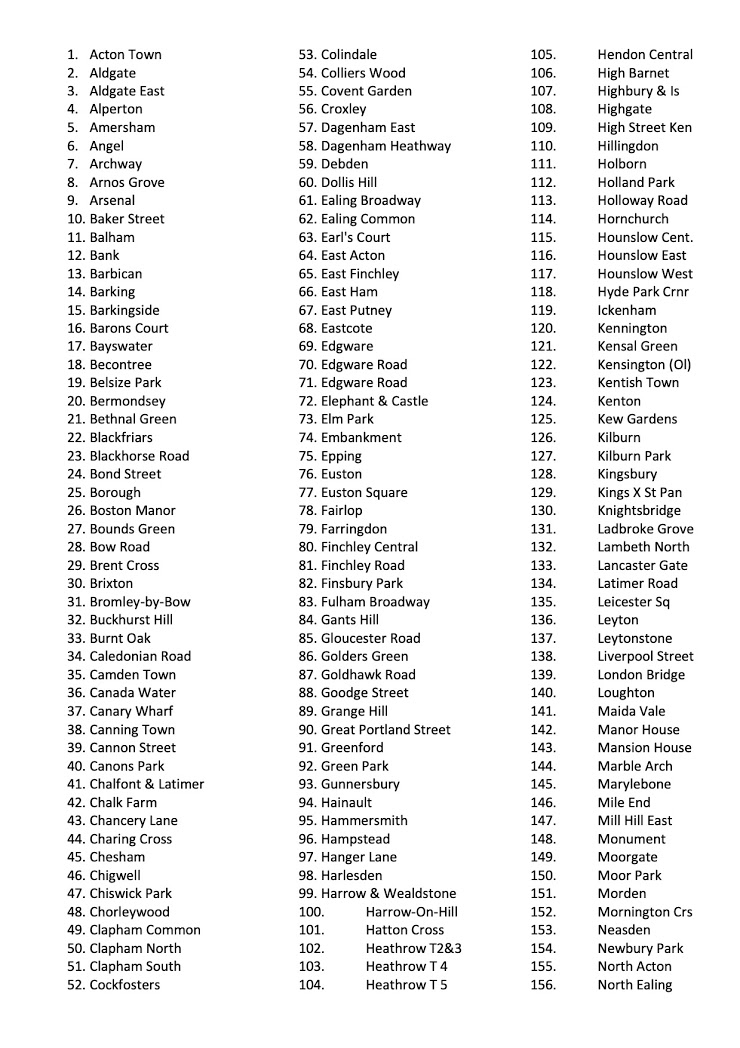 1. Acton Town
2. Aldgate
3. Aldgate East
4. Alperton
5. Amersham
6. Angel
7. Archway
8. Arnos Grove
9. Arsenal
10. Baker Street
11. Balham
12. Bank
13. Barbican
14. Barking
15. Barkingside
16. Barons Court
17. Bayswater
18. Becontree
19. Belsize Park
20. Bermondsey
21. Bethnal Green
22. Blackfriars
23. Blackhorse Road
24. Bond Street
25. Borough
26. Boston Manor
27. Bounds Green
28. Bow Road
29. Brent Cross
30. Brixton
31. Bromley-by-Bow
32. Buckhurst Hill
33. Burnt Oak
34. Caledonian Road
35. Camden Town
36. Canada Water
37. Canary Wharf
38. Canning Town
39. Cannon Street
40. Canons Park
41. Chalfont & Latimer
42. Chalk Farm
43. Chancery Lane
44. Charing Cross
45. Chesham
46. Chigwell
47. Chiswick Park
48. Chorleywood
49. Clapham Common
50. Clapham North
51. Clapham South
52. Cockfosters
53. Colindale
54. Colliers Wood
55. Covent Garden
56. Croxley
57. Dagenham East
58. Dagenham Heathway
59. Debden
60. Dollis Hill
61. Ealing Broadway
62. Ealing Common
63. Earl's Court
64. East Acton
65. East Finchley
66. East Ham
67. East Putney
68. Eastcote
69. Edgware
70. Edgware Road
71. Edgware Road
72. Elephant & Castle
73. Elm Park
74. Embankment
75. Epping
76. Euston
77. Euston Square
78. Fairlop
79. Farringdon
80. Finchley Central
81. Finchley Road
82. Finsbury Park
83. Fulham Broadway
84. Gants Hill
85. Gloucester Road
86. Golders Green
87. Goldhawk Road
88. Goodge Street
89. Grange Hill
90. Great Portland Street
91. Greenford
92. Green Park
93. Gunnersbury
94. Hainault
95. Hammersmith
96. Hampstead
97. Hanger Lane
98. Harlesden
99. Harrow & Wealdstone
100. Harrow-On-Hill
101. Hatton Cross
102. Heathrow T2&3
103. Heathrow T 4
104. Heathrow T 5
105. Hendon Central
106. High Barnet
107. Highbury & Is
108. Highgate
109. High Street Ken
110. Hillingdon
111. Holborn
112. Holland Park
113. Holloway Road
114. Hornchurch
115. Hounslow Cent.
116. Hounslow East
117. Hounslow West
118. Hyde Park Crnr
119. Ickenham
120. Kennington
121. Kensal Green
122. Kensington (Ol)
123. Kentish Town
124. Kenton
125. Kew Gardens
126. Kilburn
127. Kilburn Park
128. Kingsbury
129. Kings X St Pan
130. Knightsbridge
131. Ladbroke Grove
132. Lambeth North
133. Lancaster Gate
134. Latimer Road
135. Leicester Sq
136. Leyton
137. Leytonstone
138. Liverpool Street
139. London Bridge
140. Loughton
141. Maida Vale
142. Manor House
143. Mansion House
144. Marble Arch
145. Marylebone
146. Mile End
147. Mill Hill East
148. Monument
149. Moorgate
150. Moor Park
151. Morden
152. Mornington Crs
153. Neasden
154. Newbury Park
155. North Acton
156. North Ealing